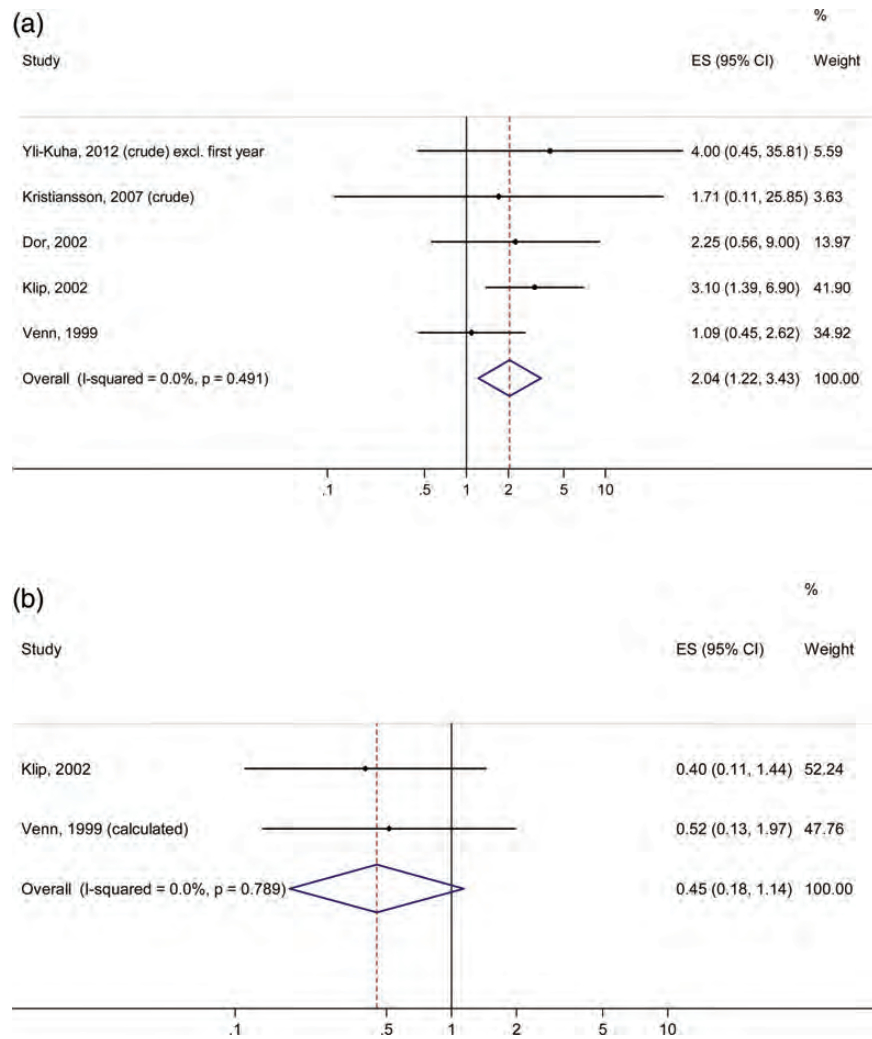 (a)
%
Study ES (95% CI) Weight
Yli-Kuha, 2012 (crude) excl. first year 4.00 (0.45, 35.81) 5.59
Kristiansson, 2007 (crude) 1.71 (0.11, 25.85) 3.63
Dor, 2002 2.25 (0.56, 9.00) 13.97
Klip, 2002 3.10 (1.39, 6.90) 41.90
Venn, 1999 1.09 (0.45, 2.62) 34.92
Overall (I-squared = 0.0%, p = 0.491) 2.04 (1.22, 3.43) 100.00
.1 .5 1 2 5 10
(b)
%
Study ES (95% CI) Weight
Klip, 2002 0.40 (0.11, 1.44) 52.24
Venn, 1999 (calculated) 0.52 (0.13, 1.97) 47.76
Overall (I-squared = 0.0%, p = 0.789) 0.45 (0.18, 1.14) 100.00
.1 .5 1 2 5 10